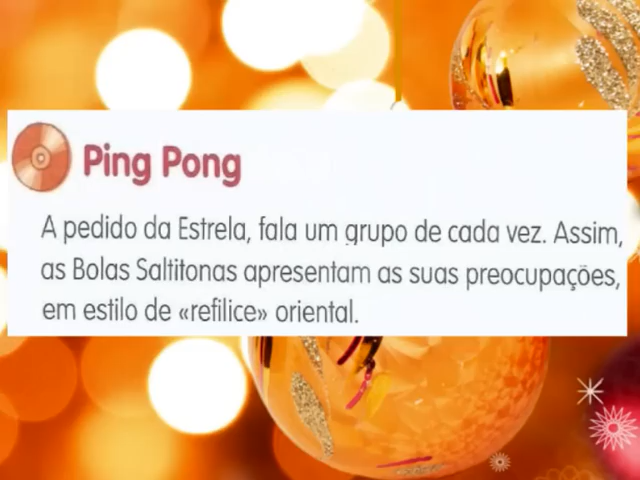 Ping Pong
A pedido da Estrela, fala um grupo de cada vez. Assim,
as Bolas Saltitonas apresentam as suas preocupações,
em estilo de «refilice» oriental.